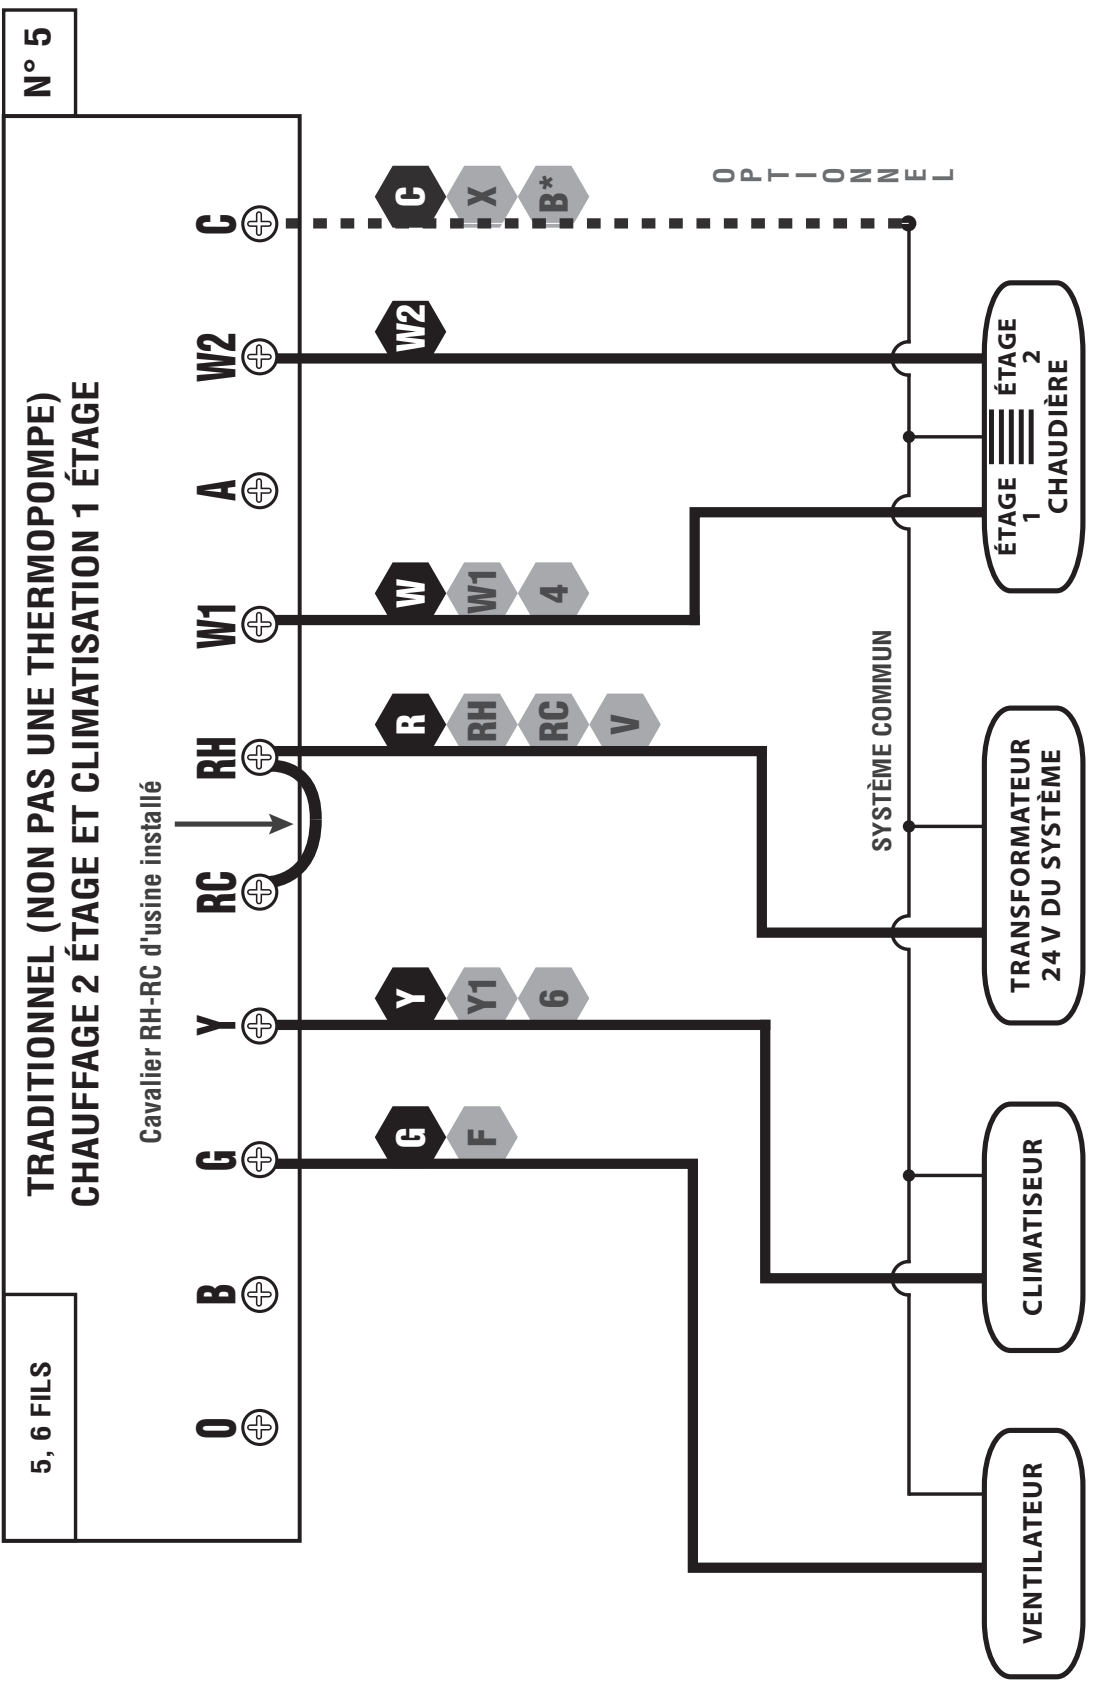 5, 6 FILS
N° 5
TRADITIONNEL (NON PAS UNE THERMOPOMPE)
CHAUFFAGE 2 ÉTAGE ET CLIMATISATION 1 ÉTAGE
Cavalier RH-RC d'usine installé
O B G Y RC RH W1 A W2 C
G Y R W W2 C
F Y1 RH W1 X
6 RC 4 B*
V
OPTIONNEL
SYSTÈME COMMUN
VENTILATEUR
CLIMATISEUR
TRANSFORMATEUR
24 V DU SYSTÈME
ÉTAGE
1
ÉTAGE
2
CHAUDIÈRE